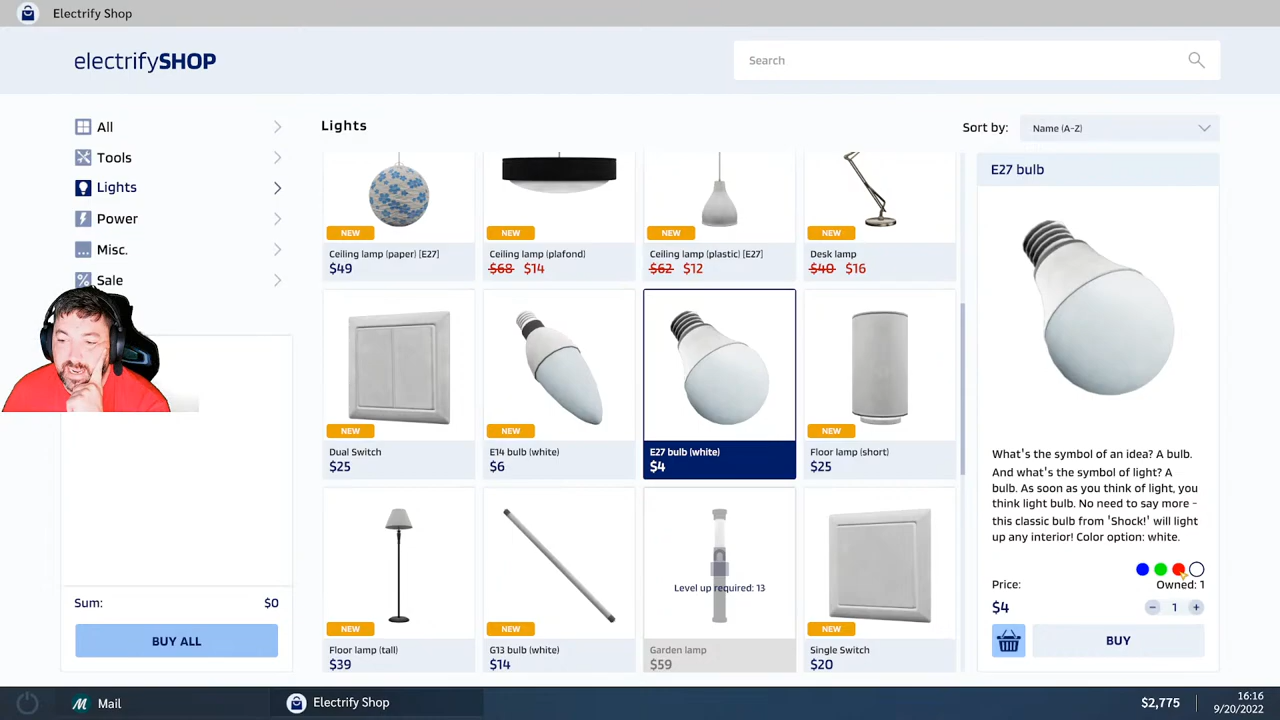 Electrify Shop
electrifySHOP
Search
All
Tools
Lights
Power
Misc.
Sale
Lights
Sort by:
Name (A-Z)
NEW
Ceiling lamp (paper) [E27]
$49
NEW
Ceiling lamp (plafond)
$68 $14
NEW
Ceiling lamp (plastic) [E27]
$62 $12
NEW
Desk lamp
$40 $16
NEW
Dual Switch
$25
NEW
E14 bulb (white)
$6
E27 bulb (white)
$4
NEW
Floor lamp (short)
$25
NEW
Floor lamp (tall)
$39
NEW
G13 bulb (white)
$14
Level up required: 13
Garden lamp
$59
NEW
Single Switch
$20
E27 bulb
What's the symbol of an idea? A bulb.
And what's the symbol of light? A
bulb. As soon as you think of light, you
think light bulb. No need to say more -
this classic bulb from 'Shock!' will light
up any interior! Color option: white.
Price:
Owned: 1
$4
1
BUY
Sum:
$0
BUY ALL
Mail
Electrify Shop
$2,775
16:16
9/20/2022